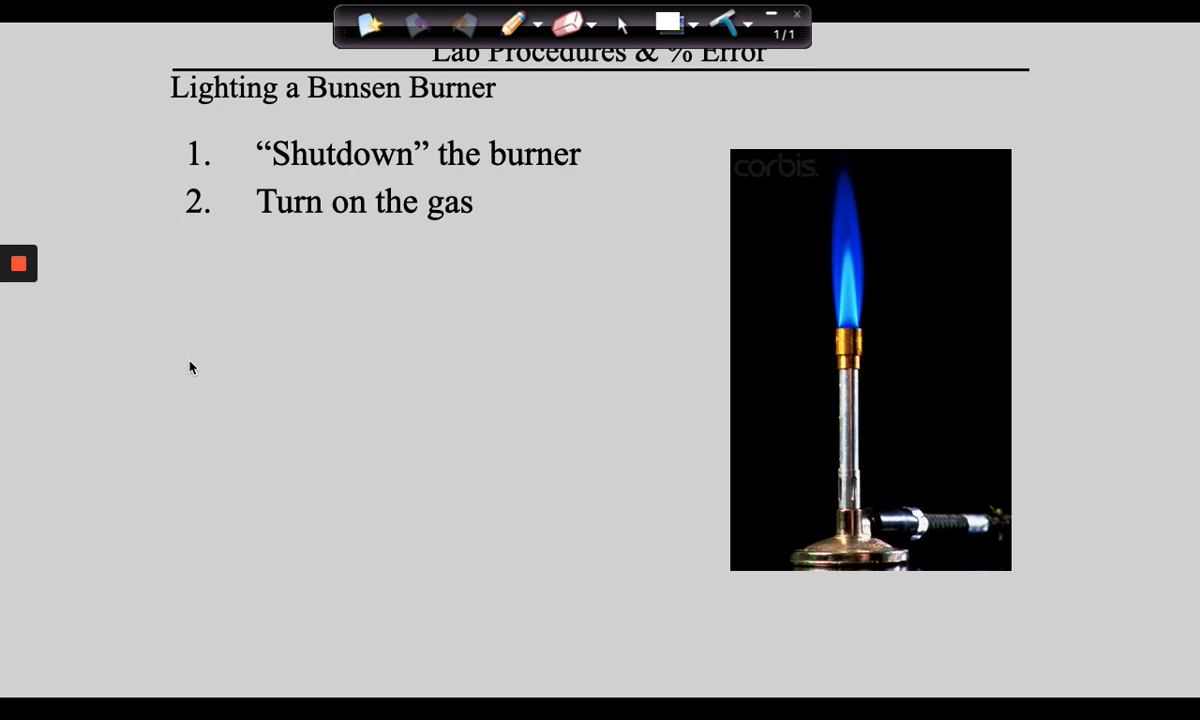 1/1
Lab Procedures & % Error
Lighting a Bunsen Burner
1. “Shutdown” the burner
2. Turn on the gas
corbis.